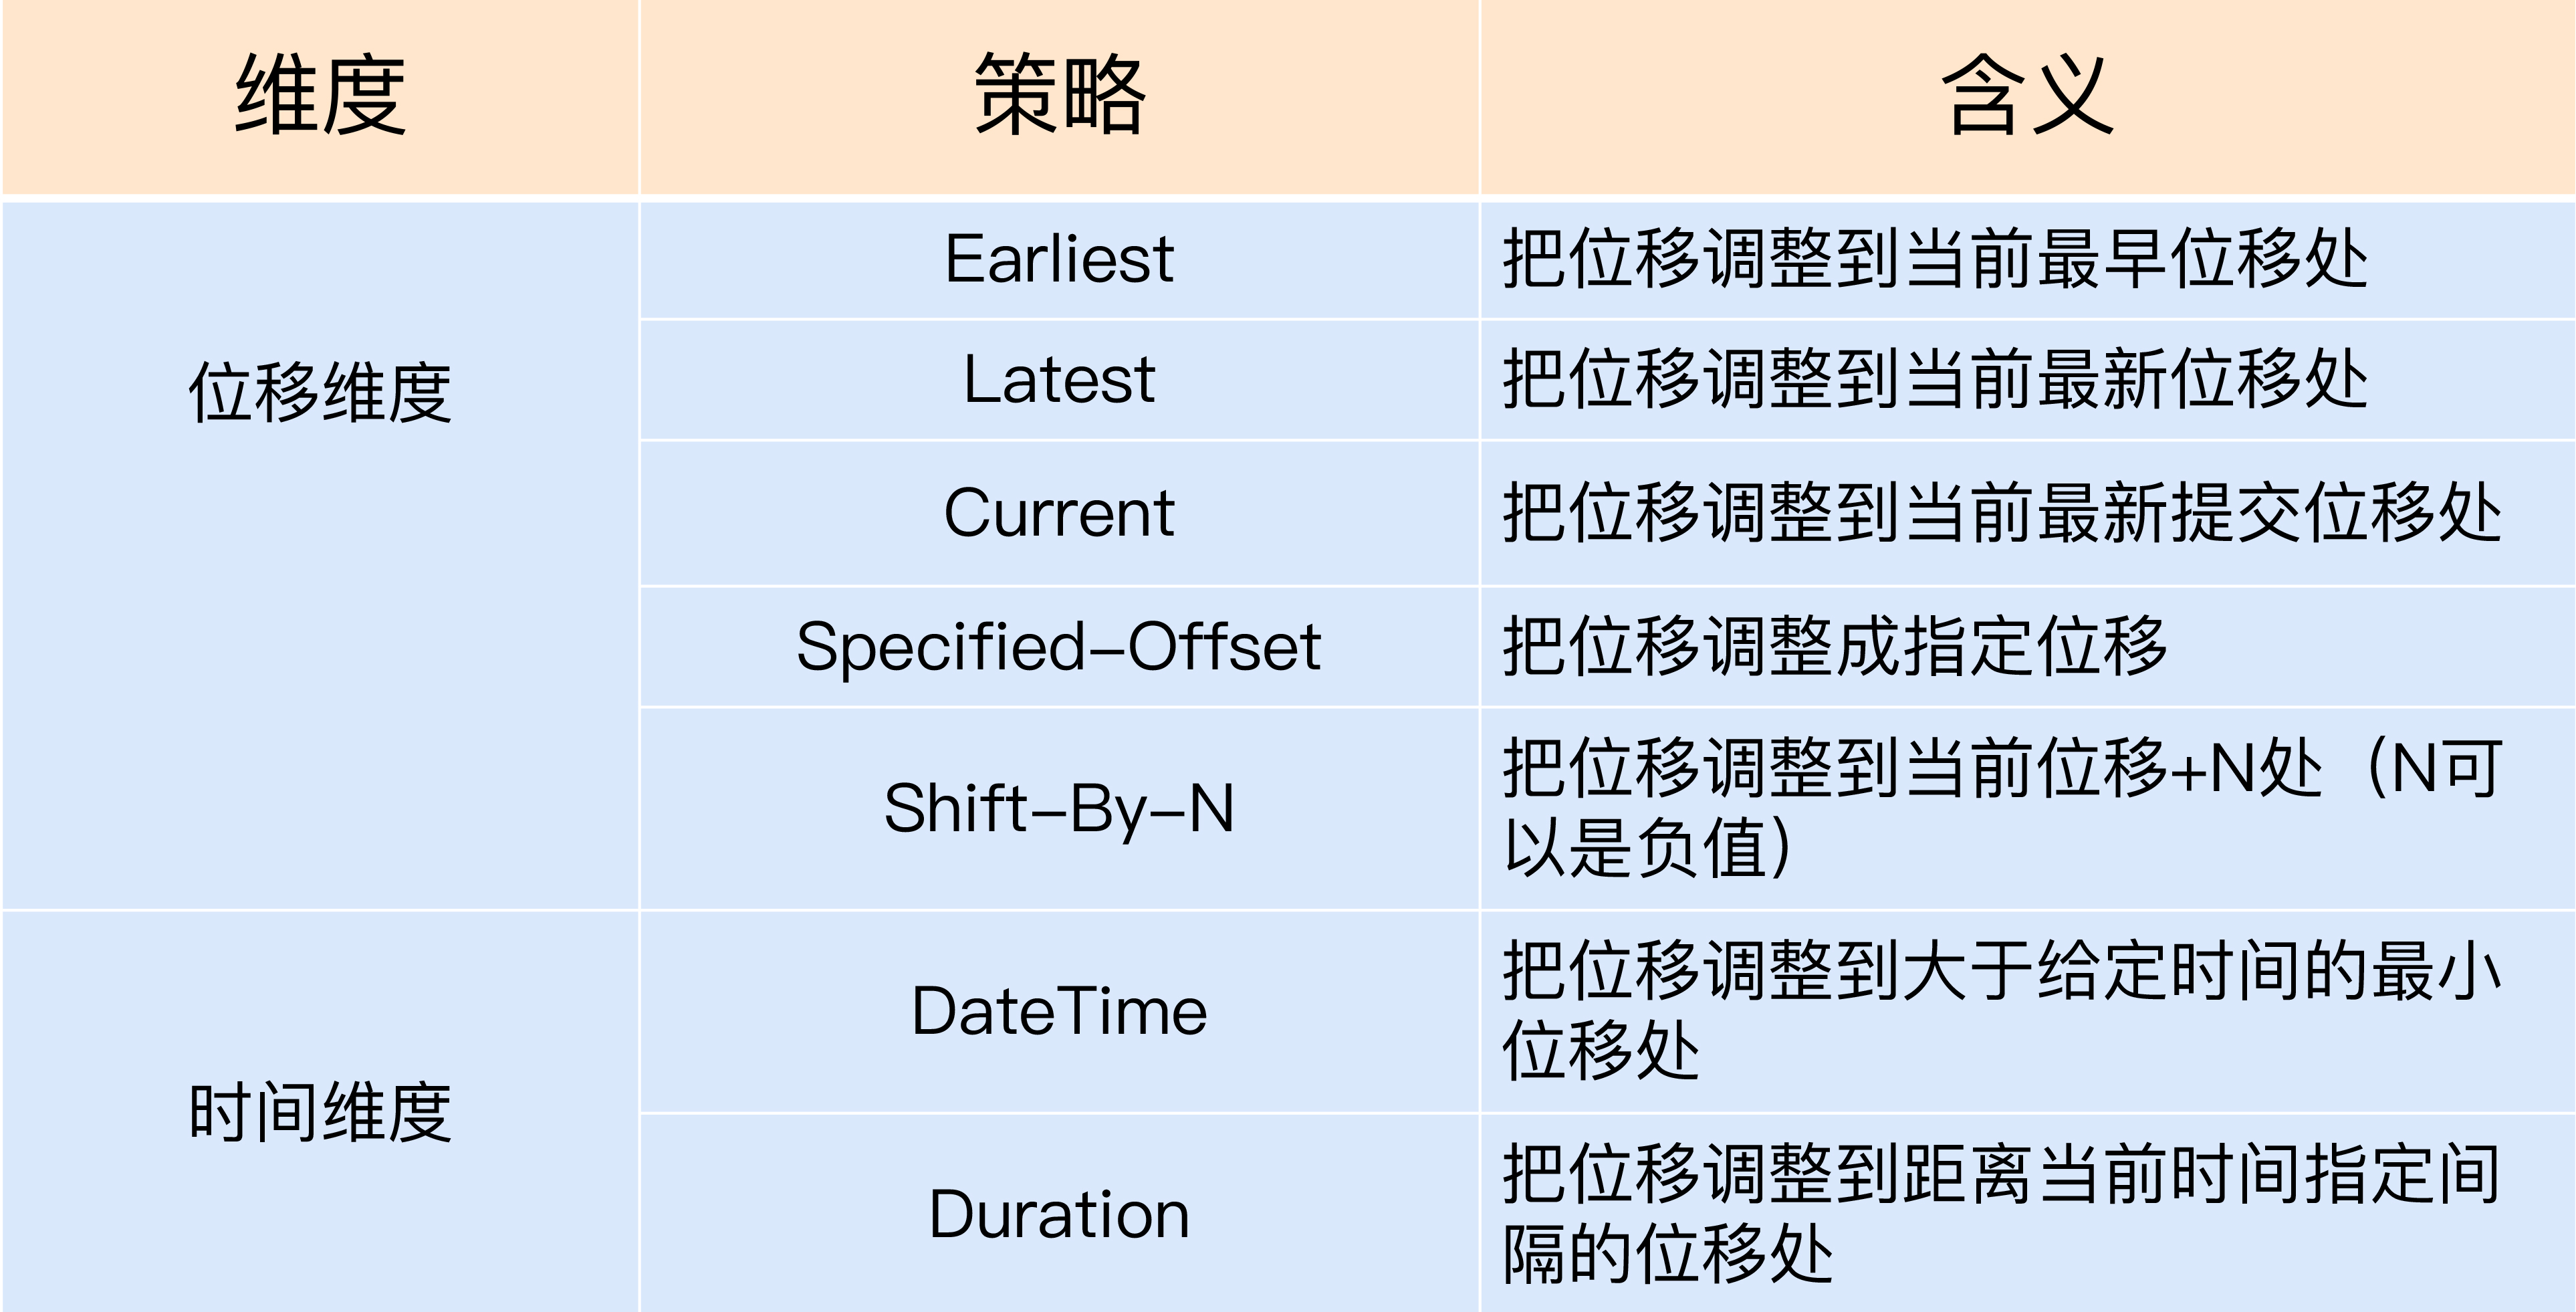 维度 策略 含义
位移维度
Earliest 把位移调整到当前最早位移处
Latest 把位移调整到当前最新位移处
Current 把位移调整到当前最新提交位移处
Specified-Offset 把位移调整成指定位移
Shift-By-N 把位移调整到当前位移+N处（N可
以是负值）
时间维度
DateTime 把位移调整到大于给定时间的最小
位移处
Duration 把位移调整到距离当前时间指定间
隔的位移处